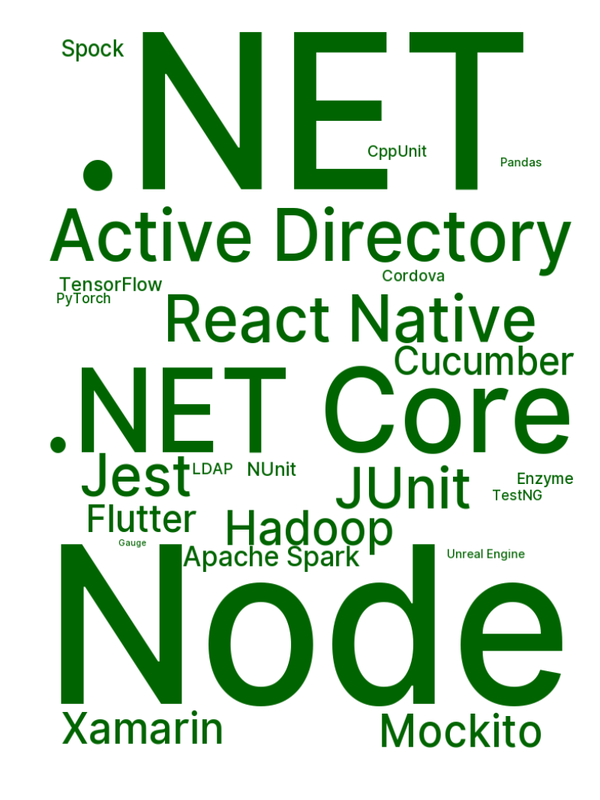 Spock
.NET
CppUnit
Pandas
Active Directory
Cordova
TensorFlow
PyTorch
React Native
Cucumber
.NET Core
Jest
LDAP
NUnit
JUnit
Enzyme
TestNG
Flutter
Hadoop
Gauge
Apache Spark
Unreal Engine
Node
Xamarin
Mockito